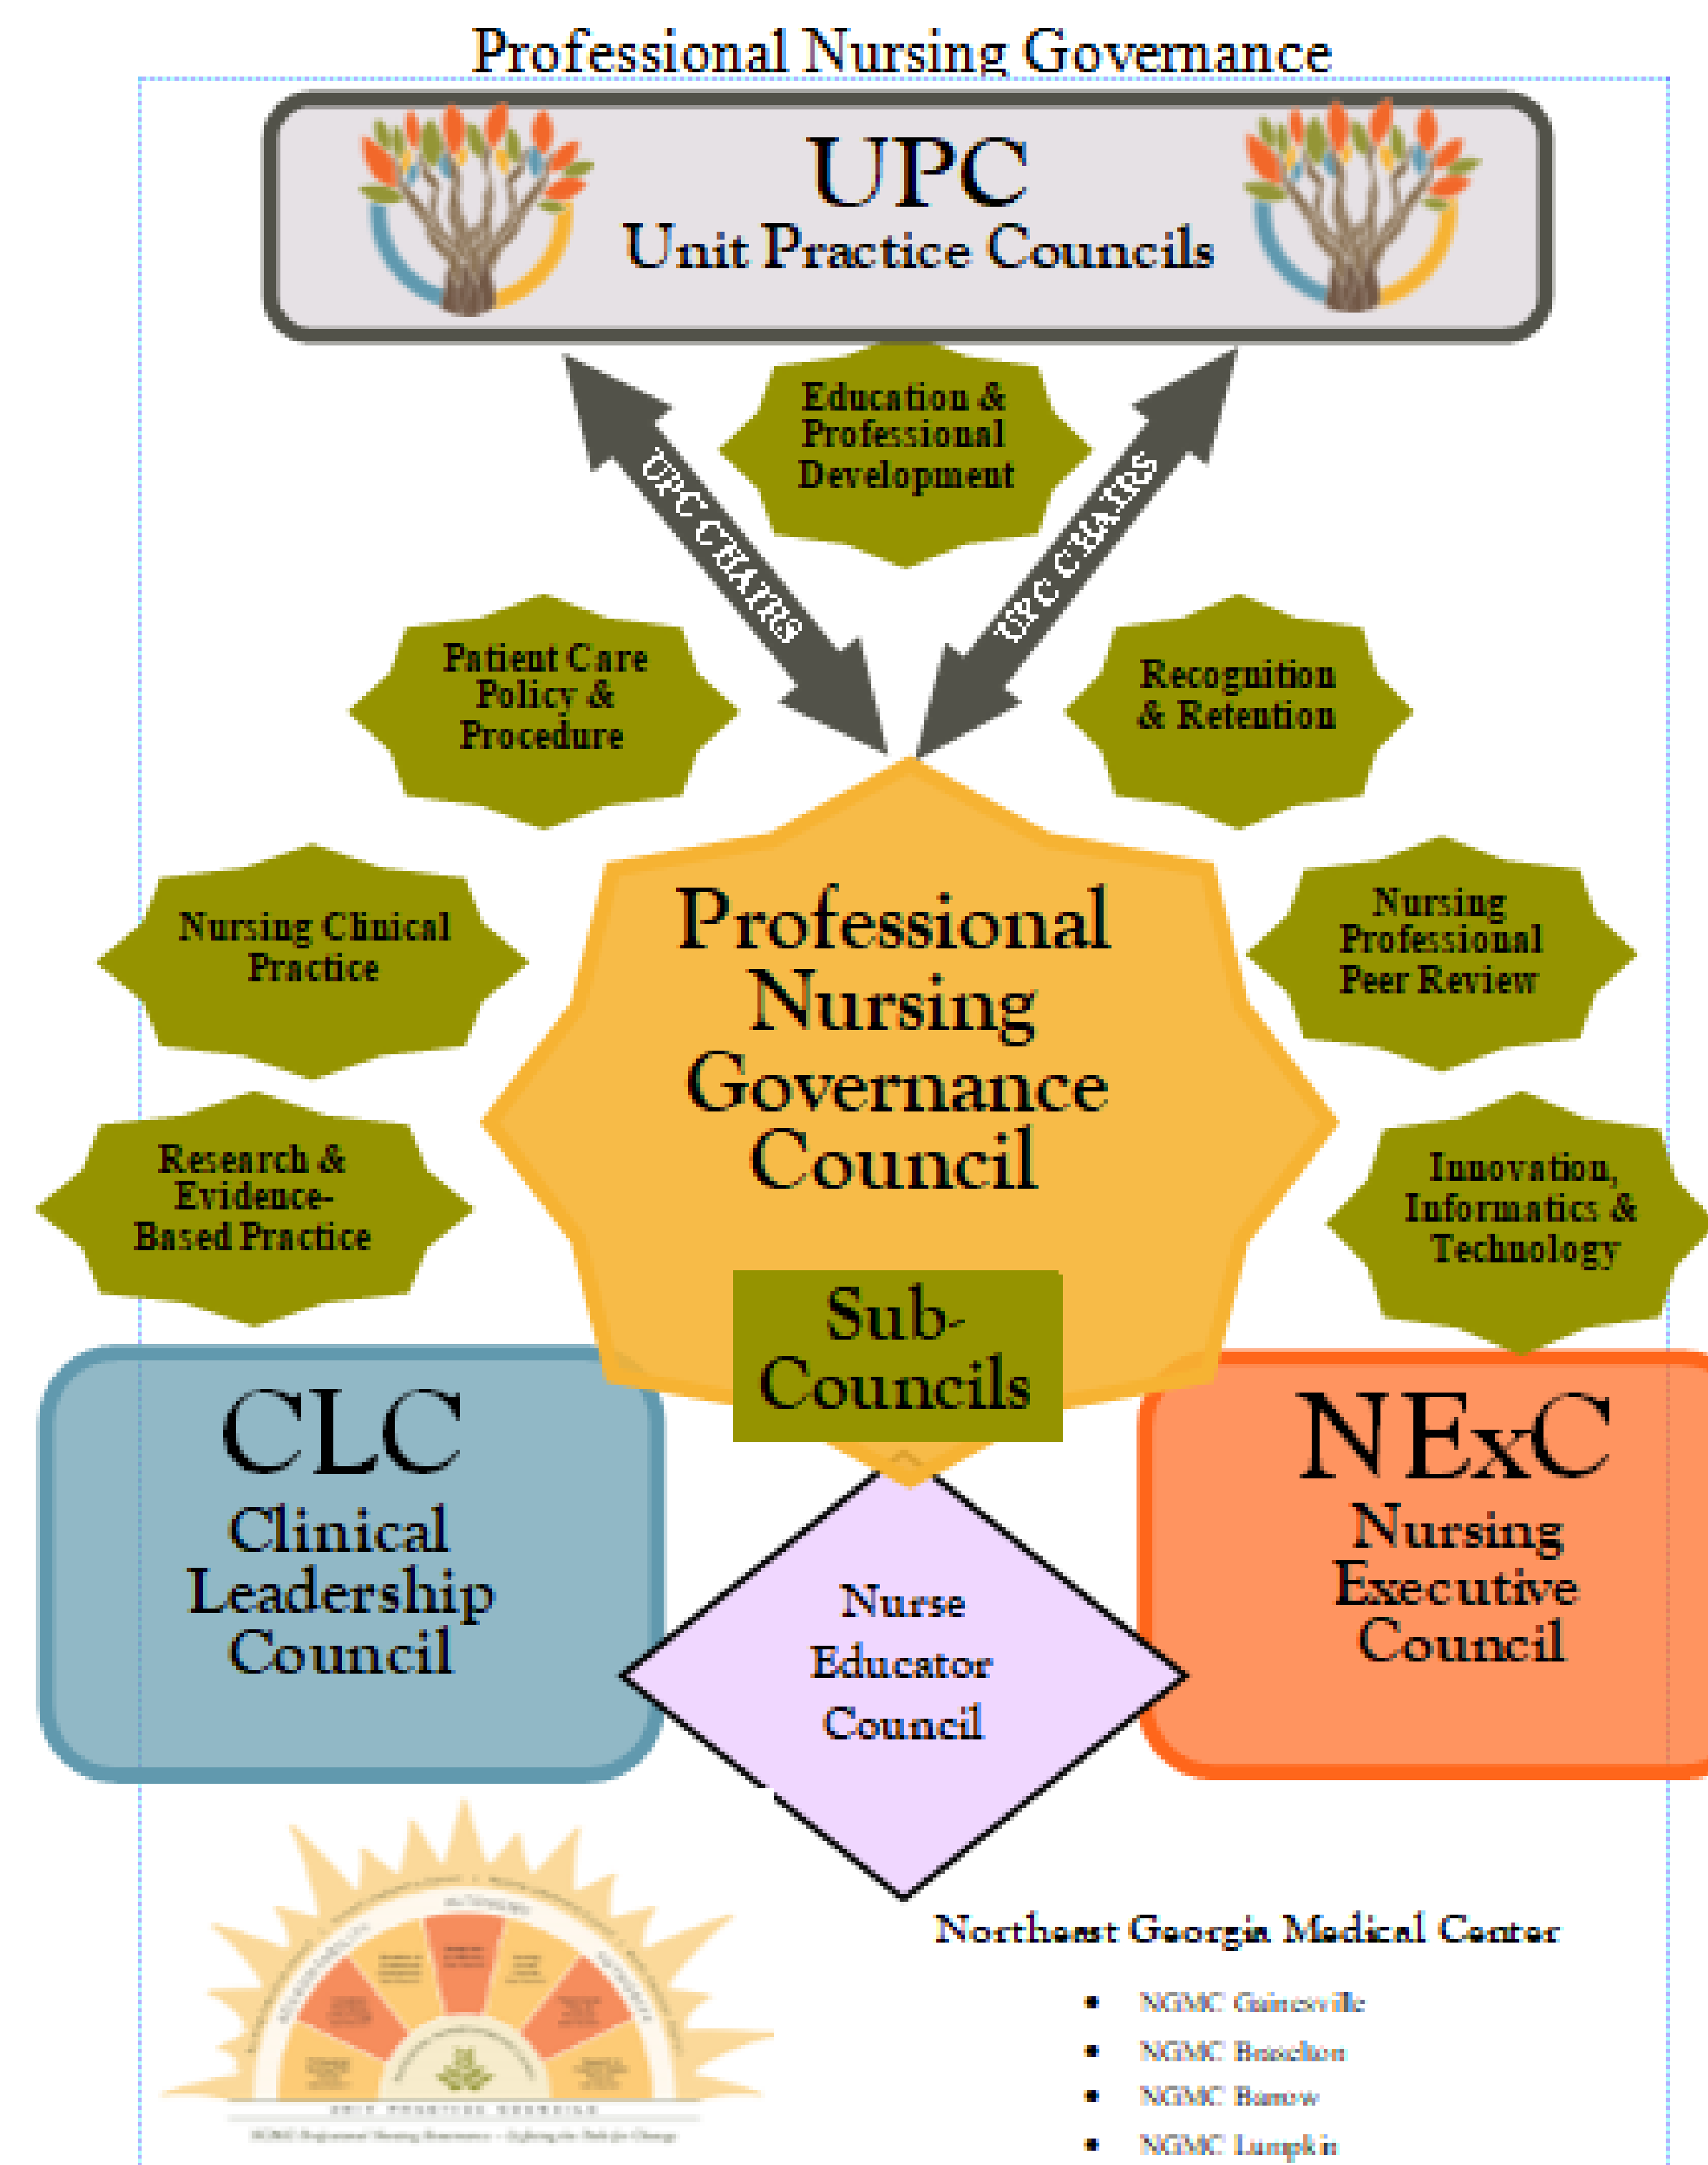 Professional Nursing Governance
UPC
Unit Practice Councils
Education &
Professional
Development
UPC CHAIRS
UPC CHAIRS
Patient Care
Policy &
Procedure
Recognition
& Retention
Nursing Clinical
Practice
Professional
Nursing
Governance
Council
Nursing
Professional
Peer Review
Research &
Evidence-
Based Practice
Innovation,
Informatics &
Technology
Sub-
Councils
CLC
Clinical
Leadership
Council
NExC
Nursing
Executive
Council
Nurse
Educator
Council
Northeast Georgia Medical Center
• NGMC Gainesville
• NGMC Braselton
• NGMC Barrow
• NGMC Lumpkin
UNIT PRACTICE COUNCILS